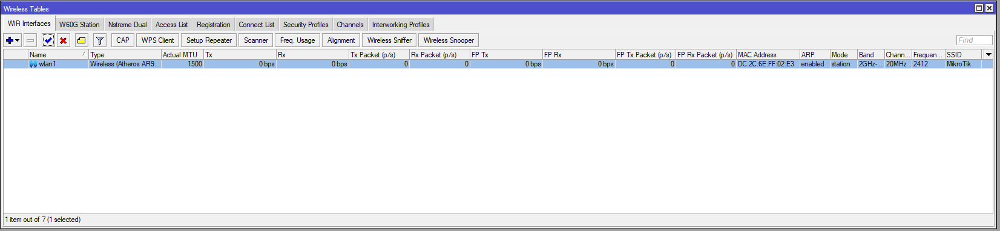 Wireless Tables
WiFi Interfaces W60G Station Nstreme Dual Access List Registration Connect List Security Profiles Channels Interworking Profiles
CAP WPS Client Setup Repeater Scanner Freq. Usage Alignment Wireless Sniffer Wireless Snooper Find
Name Type Actual MTU Tx Rx Tx Packet (p/s) Rx Packet (p/s) FP Tx FP Rx FP Tx Packet (p/s) FP Rx Packet (p/s) MAC Address ARP Mode Band Chann... Frequen... SSID
wlan1 Wireless (Atheros AR9... 1500 0 bps 0 bps 0 0 0 bps 0 bps 0 0 DC:2C:6E:FF:02:E3 enabled station 2GHz-... 20MHz 2412 MikroTik
1 item out of 7 (1 selected)